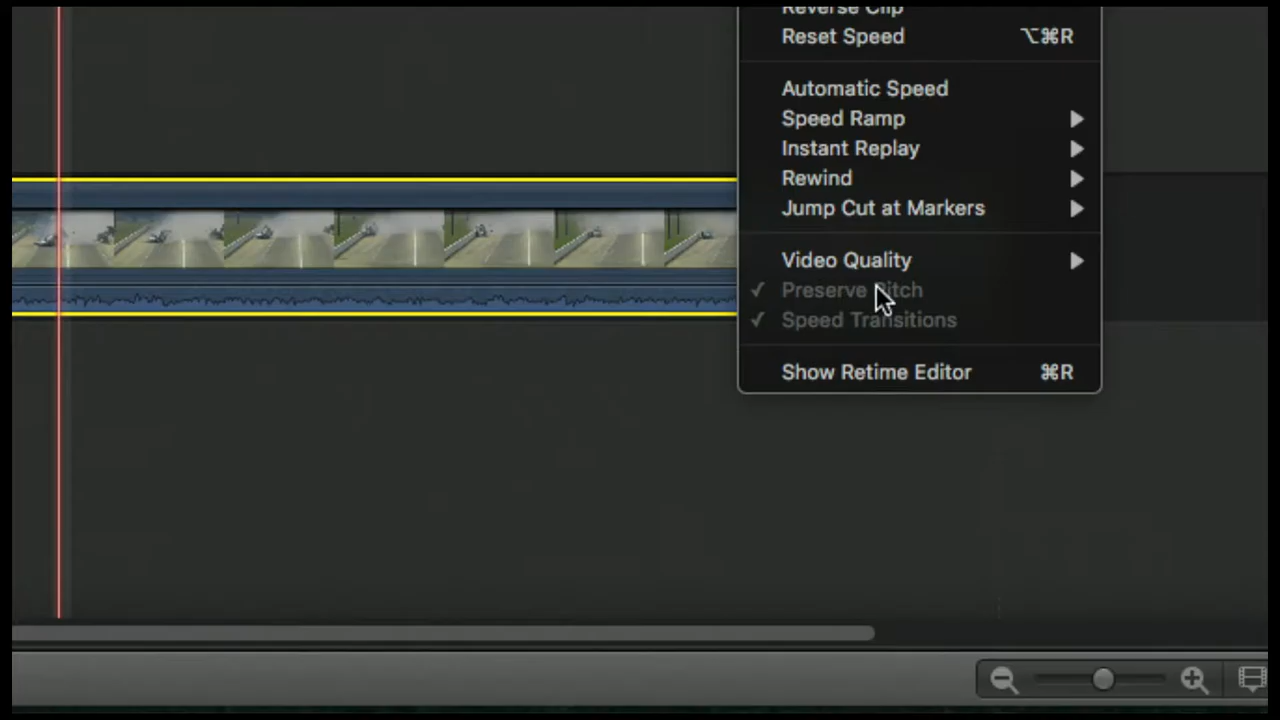 Reverse Clip
Reset Speed ⌥⌘R
Automatic Speed
Speed Ramp
Instant Replay
Rewind
Jump Cut at Markers
Video Quality
✓ Preserve Pitch
✓ Speed Transitions
Show Retime Editor ⌘R